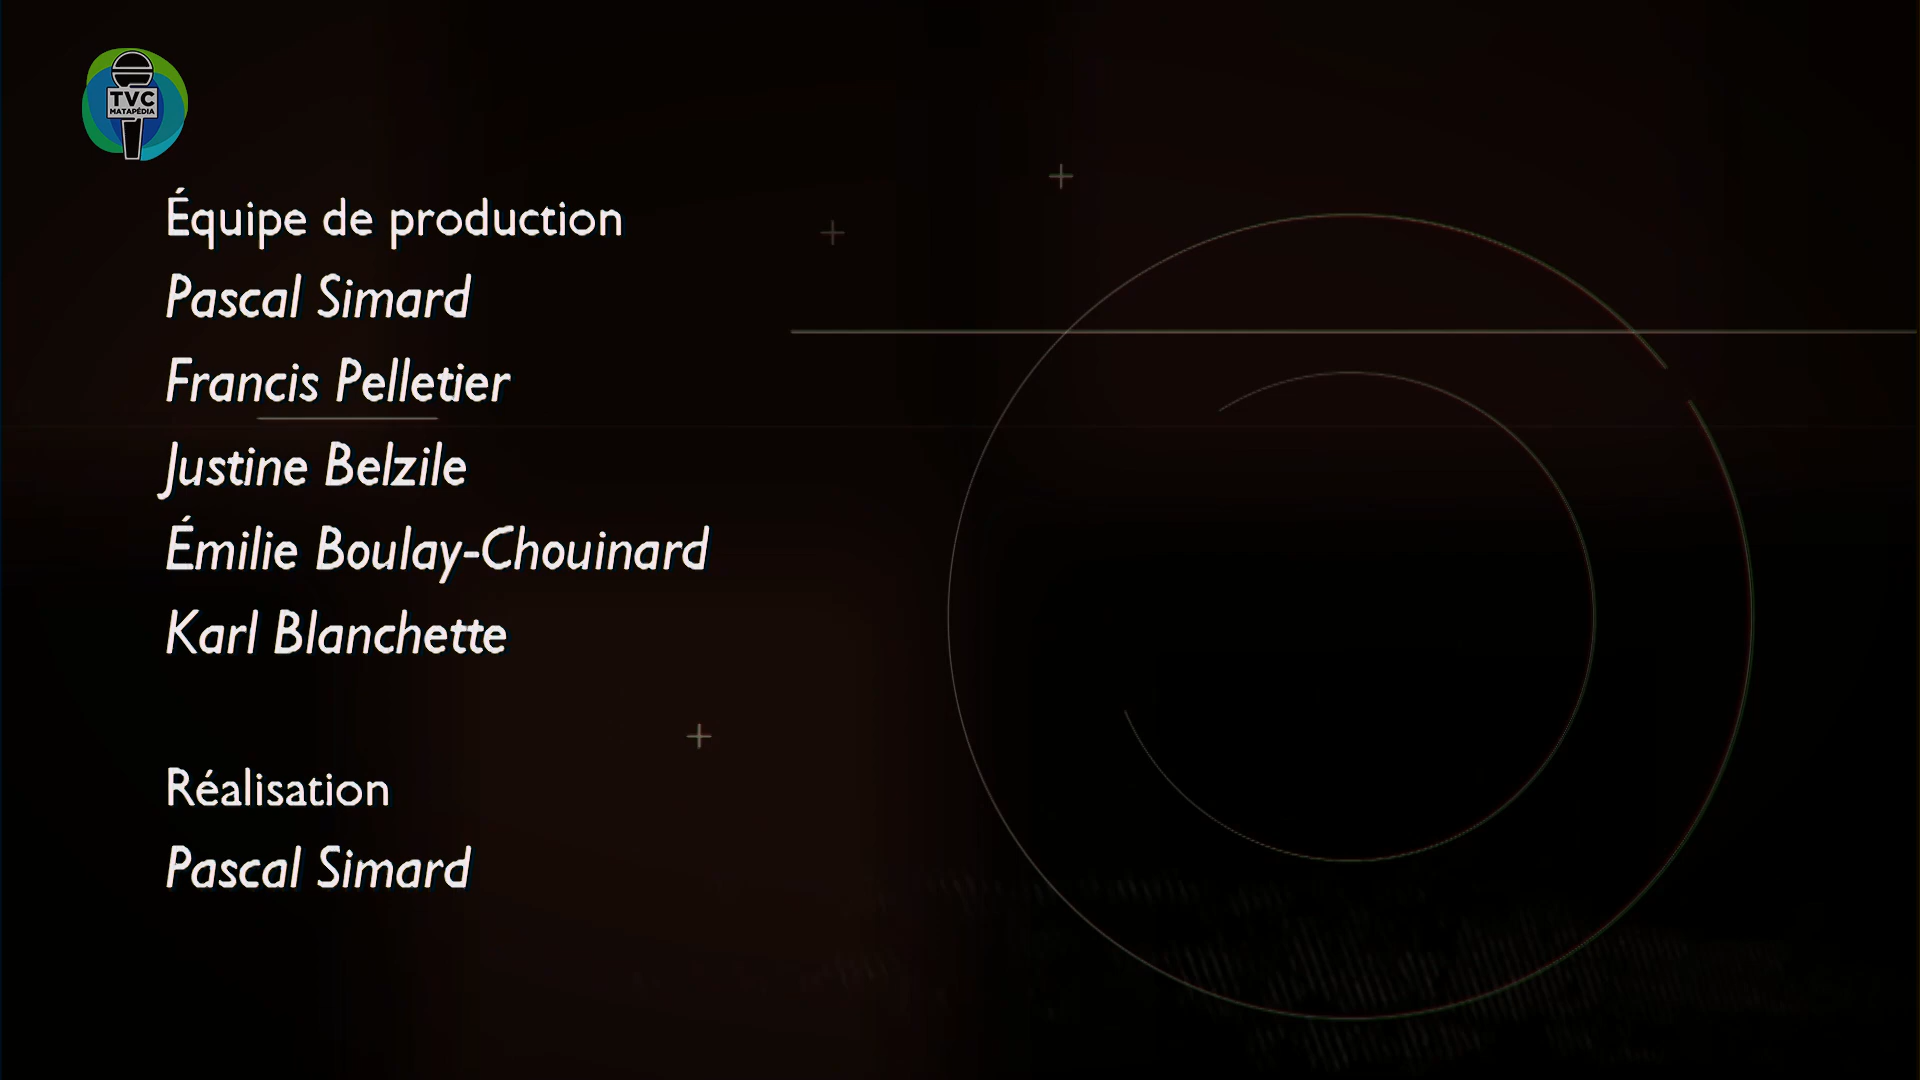 TVC
MATAPÉDIA
Équipe de production
Pascal Simard
Francis Pelletier
Justine Belzile
Émilie Boulay-Chouinard
Karl Blanchette
Réalisation
Pascal Simard